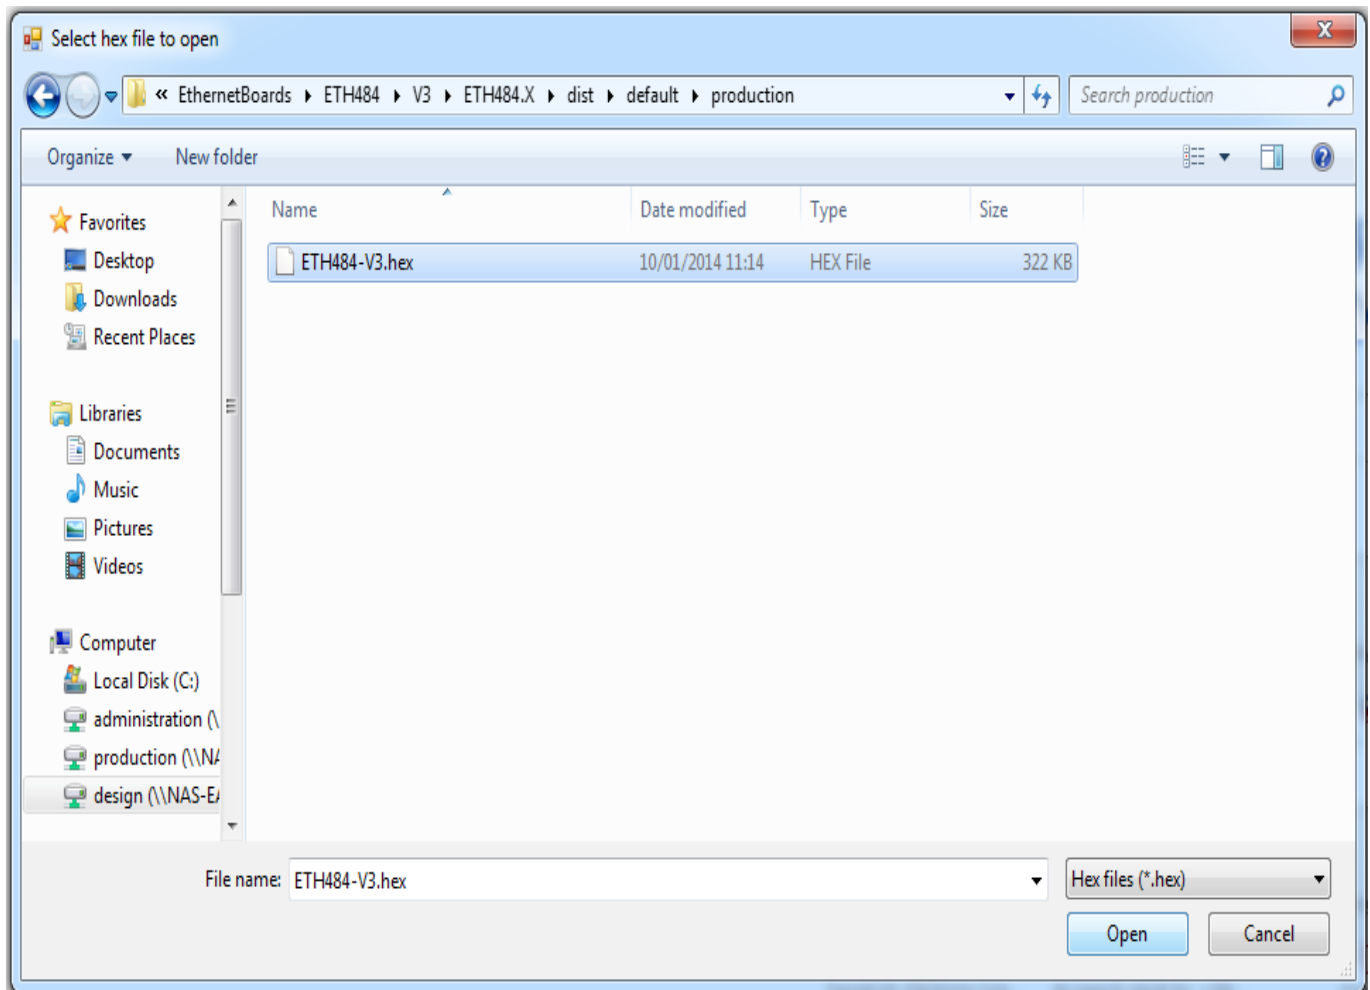 Select hex file to open
« EthernetBoards ▸ ETH484 ▸ V3 ▸ ETH484.X ▸ dist ▸ default ▸ production
Search production
Organize ▾ New folder
Name Date modified Type Size
ETH484-V3.hex 10/01/2014 11:14 HEX File 322 KB
Favorites
Desktop
Downloads
Recent Places
Libraries
Documents
Music
Pictures
Videos
Computer
Local Disk (C:)
administration (\
production (\\NA
design (\\NAS-EA
File name: ETH484-V3.hex
Hex files (*.hex)
Open Cancel